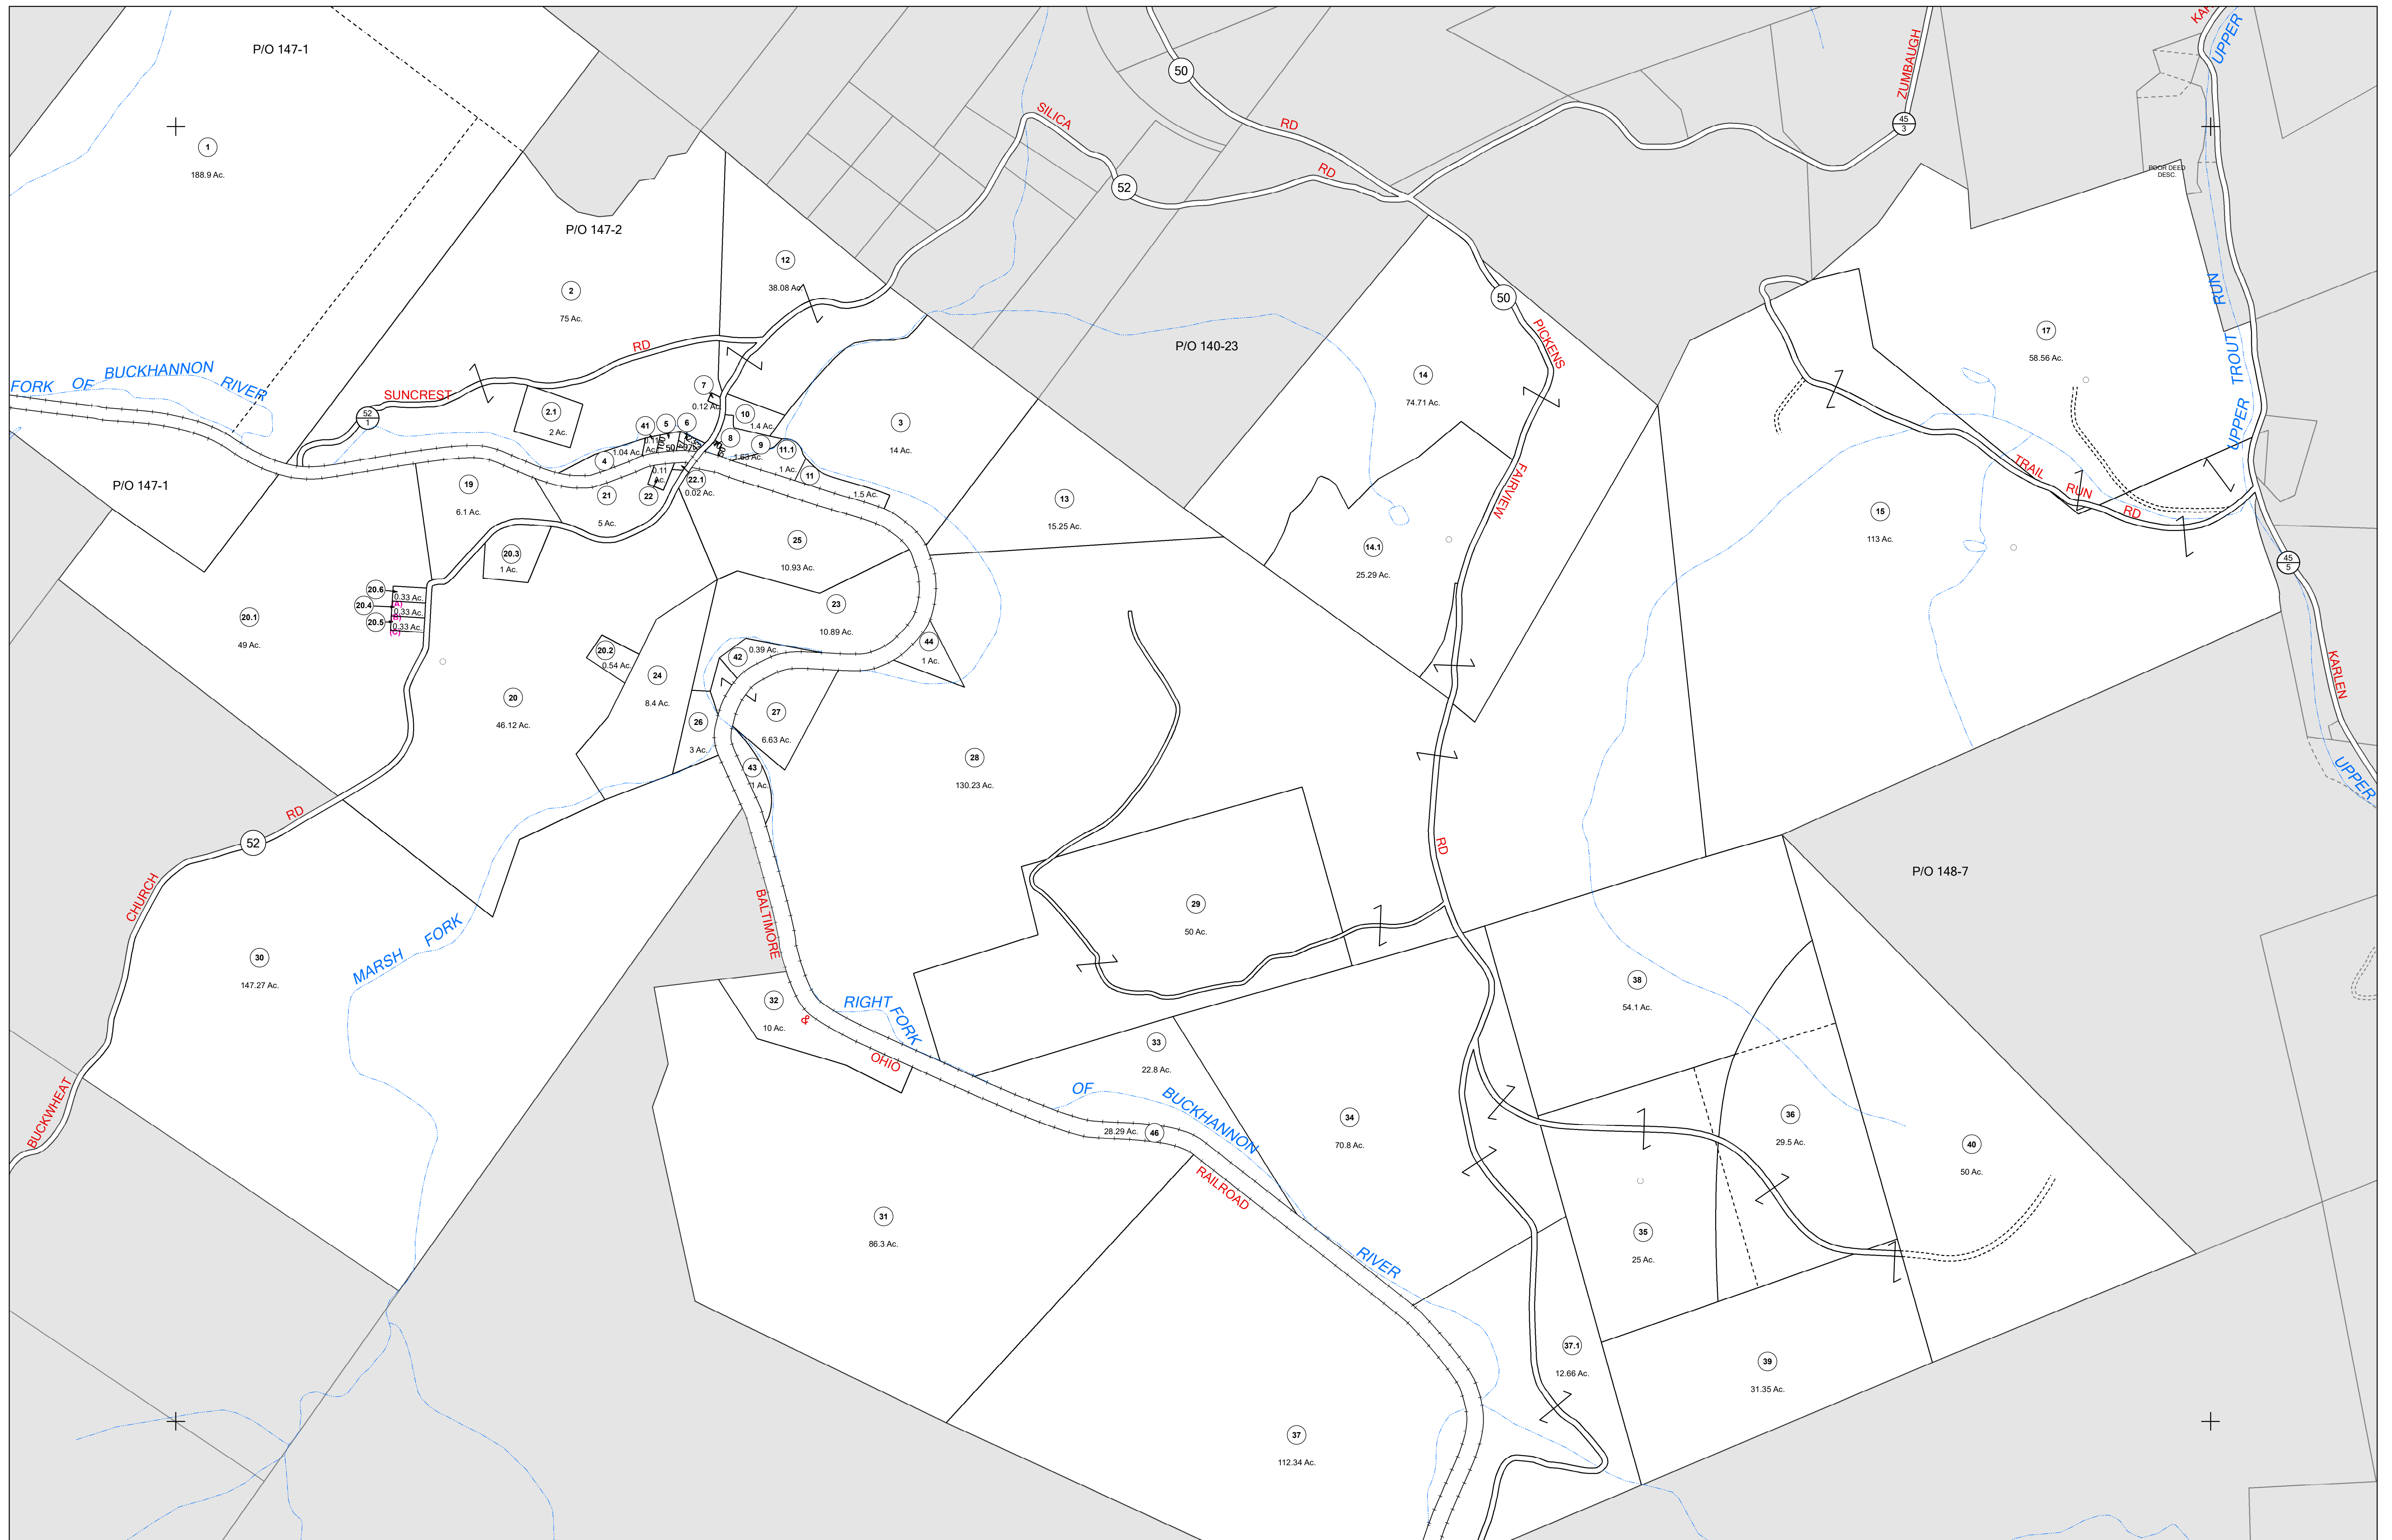 P/O 147-1
1
188.9 Ac.
50
RD
ZUMBAUGH
45
3
UPPER
SILICA
RD
52
POOR DEED
DESC.
P/O 147-2
12
38.08 Ac.
2
75 Ac.
50
P/O 140-23
PICKENS
UPPER TROUT RUN
17
58.56 Ac.
RD
FORK OF BUCKHANNON RIVER
SUNCREST
52
1
14
74.71 Ac.
7
0.12 Ac.
2.1
2 Ac.
10
1.4 Ac.
3
14 Ac.
41
5
6
8
9
1.63 Ac.
11.1
1 Ac.
11
1.5 Ac.
4
1.04 Ac.
0.11
Ac.
21
5 Ac.
22
22.1
0.02 Ac.
P/O 147-1
19
6.1 Ac.
13
15.25 Ac.
FAIRVIEW
TRAIL RUN RD
15
113 Ac.
25
10.93 Ac.
14.1
25.29 Ac.
20.3
1 Ac.
45
5
20.6
0.33 Ac.
(A)
20.4
0.33 Ac.
(B)
20.5
0.33 Ac.
(C)
20.1
49 Ac.
23
10.89 Ac.
44
1 Ac.
42
0.39 Ac.
20.2
0.54 Ac.
24
8.4 Ac.
KARLEN
20
46.12 Ac.
26
3 Ac.
27
6.63 Ac.
28
130.23 Ac.
43
1 Ac.
UPPER
RD
52
RD
CHURCH
BALTIMORE
P/O 148-7
29
50 Ac.
MARSH FORK
30
147.27 Ac.
38
54.1 Ac.
32
10 Ac.
&
RIGHT FORK
OHIO
33
22.8 Ac.
OF BUCKHANNON
BUCKWHEAT
28.29 Ac.
46
34
70.8 Ac.
36
29.5 Ac.
40
50 Ac.
RAILROAD
31
86.3 Ac.
35
25 Ac.
RIVER
37.1
12.66 Ac.
39
31.35 Ac.
37
112.34 Ac.